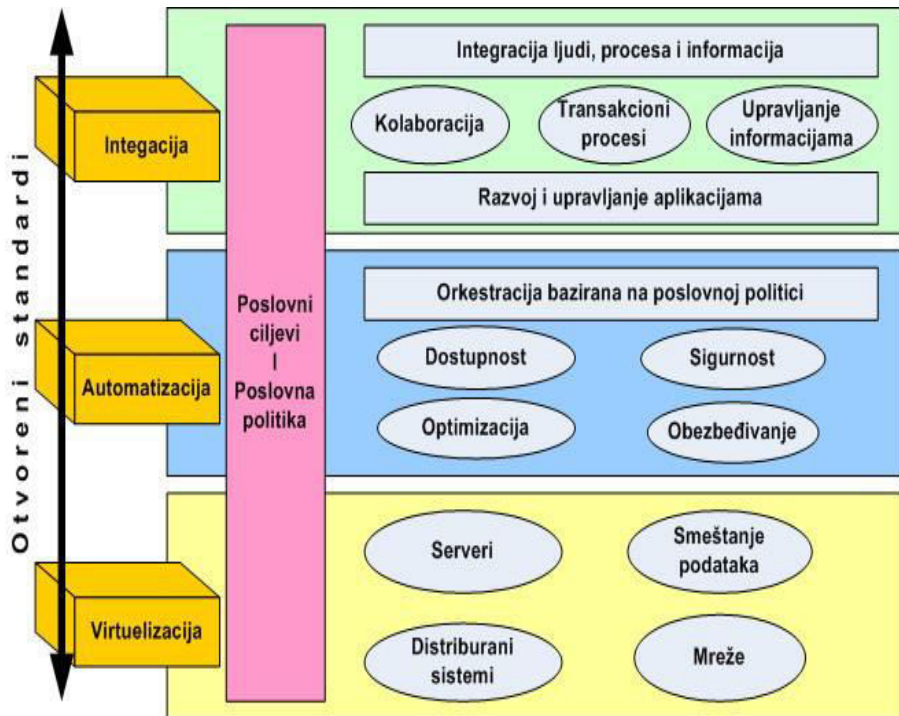 Otvoreni standardi
Integacija
Automatizacija
Virtuelizacija
Poslovni
ciljevi
I
Poslovna
politika
Integracija ljudi, procesa i informacija
Kolaboracija
Transakcioni
procesi
Upravljanje
informacijama
Razvoj i upravljanje aplikacijama
Orkestracija bazirana na poslovnoj politici
Dostupnost
Sigurnost
Optimizacija
Obezbeđivanje
Serveri
Smeštanje
podataka
Distriburani
sistemi
Mreže